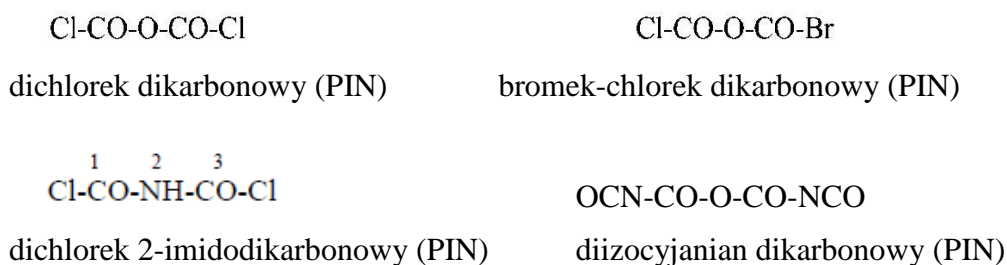 Cl-CO-O-CO-Cl Cl-CO-O-CO-Br
dichlorek dikarbonowy (PIN) bromek-chlorek dikarbonowy (PIN)
1 2 3
Cl-CO-NH-CO-Cl OCN-CO-O-CO-NCO
dichlorek 2-imidodikarbonowy (PIN) diizocyjanian dikarbonowy (PIN)